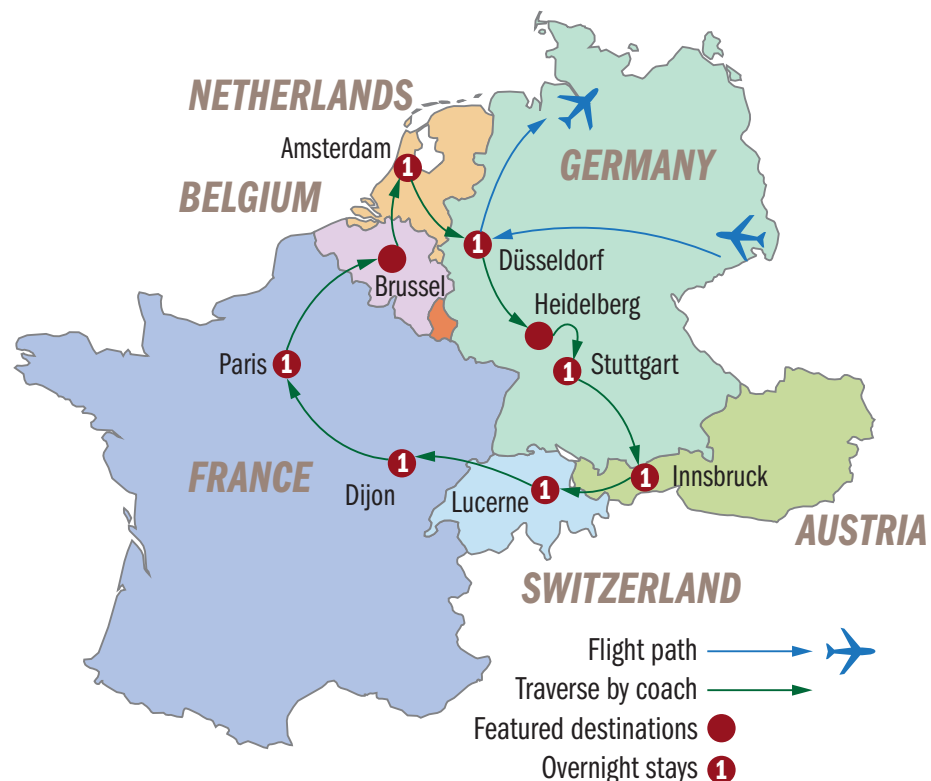 NETHERLANDS
Amsterdam
1
GERMANY
BELGIUM
1
Düsseldorf
Brussel
Heidelberg
Paris
1
1
Stuttgart
FRANCE
1
Dijon
Lucerne
1
1
Innsbruck
AUSTRIA
SWITZERLAND
Flight path
Traverse by coach
Featured destinations
Overnight stays 1